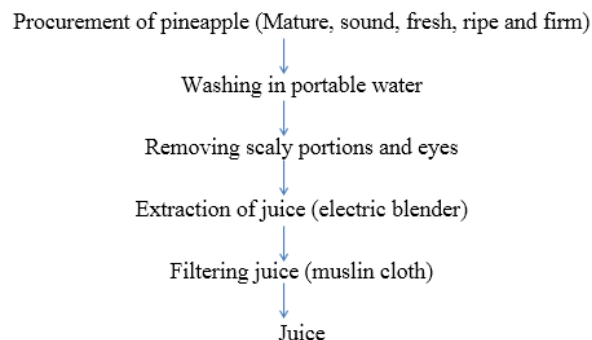 Procurement of pineapple (Mature, sound, fresh, ripe and firm)
Washing in portable water
Removing scaly portions and eyes
Extraction of juice (electric blender)
Filtering juice (muslin cloth)
Juice